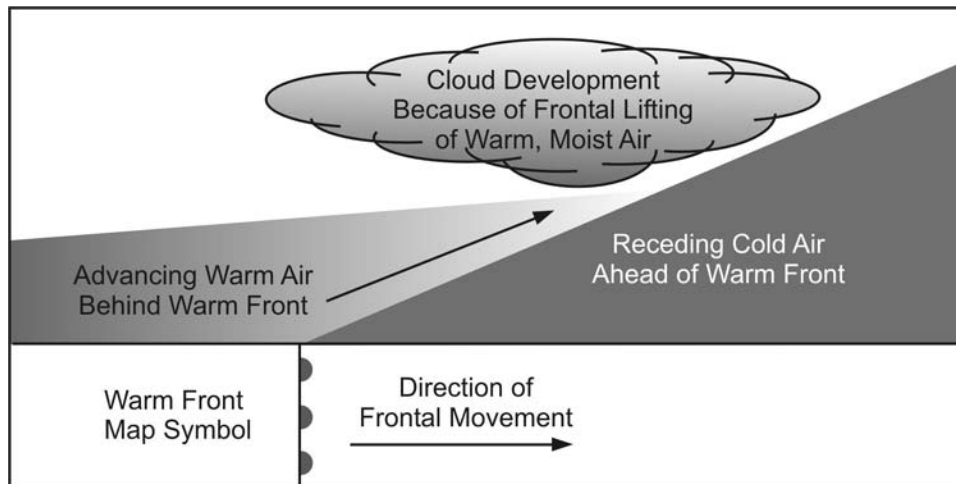 Cloud Development
Because of Frontal Lifting
of Warm, Moist Air
Advancing Warm Air
Behind Warm Front
Receding Cold Air
Ahead of Warm Front
Warm Front
Map Symbol
Direction of
Frontal Movement